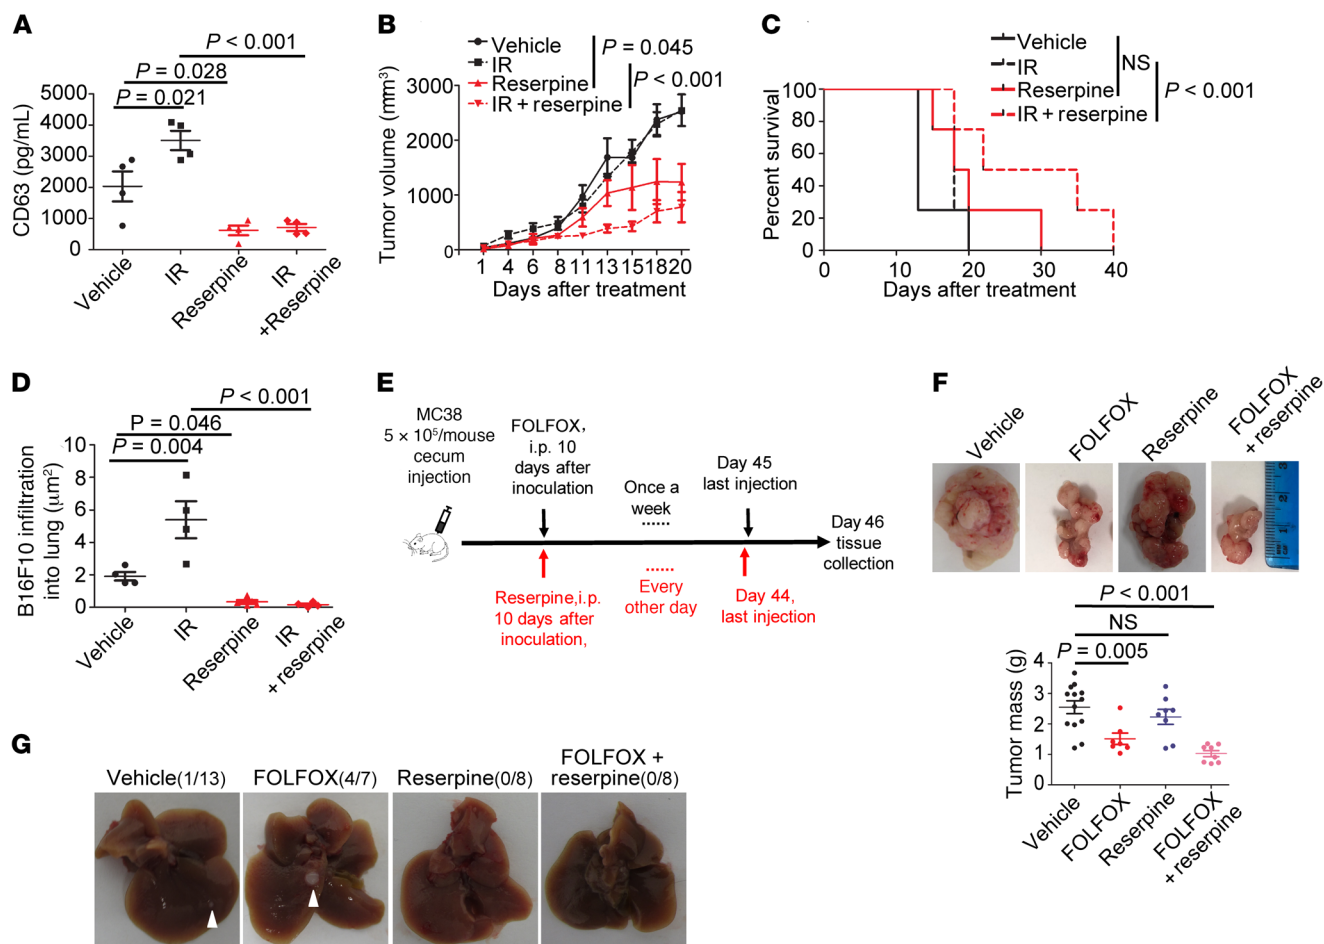 A
P < 0.001
P = 0.028
P = 0.021
CD63 (pg/mL)
5000
4000
3000
2000
1000
0
Vehicle
IR
Reserpine
IR
+Reserpine
B
Vehicle
IR
Reserpine
IR + reserpine
P = 0.045
P < 0.001
Tumor volume (mm³)
3000
2000
1000
0
1 4 6 8 11 13 15 18 20
Days after treatment
C
Vehicle
IR
Reserpine
IR + reserpine
NS
P < 0.001
Percent survival
100
80
60
40
20
0
0 10 20 30 40
Days after treatment
D
P < 0.001
P = 0.046
P = 0.004
B16F10 infiltration
into lung (μm²)
10
8
6
4
2
0
Vehicle
IR
Reserpine
IR
+ reserpine
E
MC38
5 × 10⁵/mouse
cecum
injection
FOLFOX,
i.p. 10
days after
inoculation
Once a
week
......
Day 45
last injection
Day 46
tissue
collection
Reserpine,i.p.
10 days after
inoculation,
......
Every
other day
Day 44,
last injection
F
Vehicle
FOLFOX
Reserpine
FOLFOX
+ reserpine
P < 0.001
NS
P = 0.005
Tumor mass (g)
4
3
2
1
0
Vehicle
FOLFOX
Reserpine
FOLFOX
+ reserpine
G
Vehicle(1/13)
FOLFOX(4/7)
Reserpine(0/8)
FOLFOX +
reserpine(0/8)